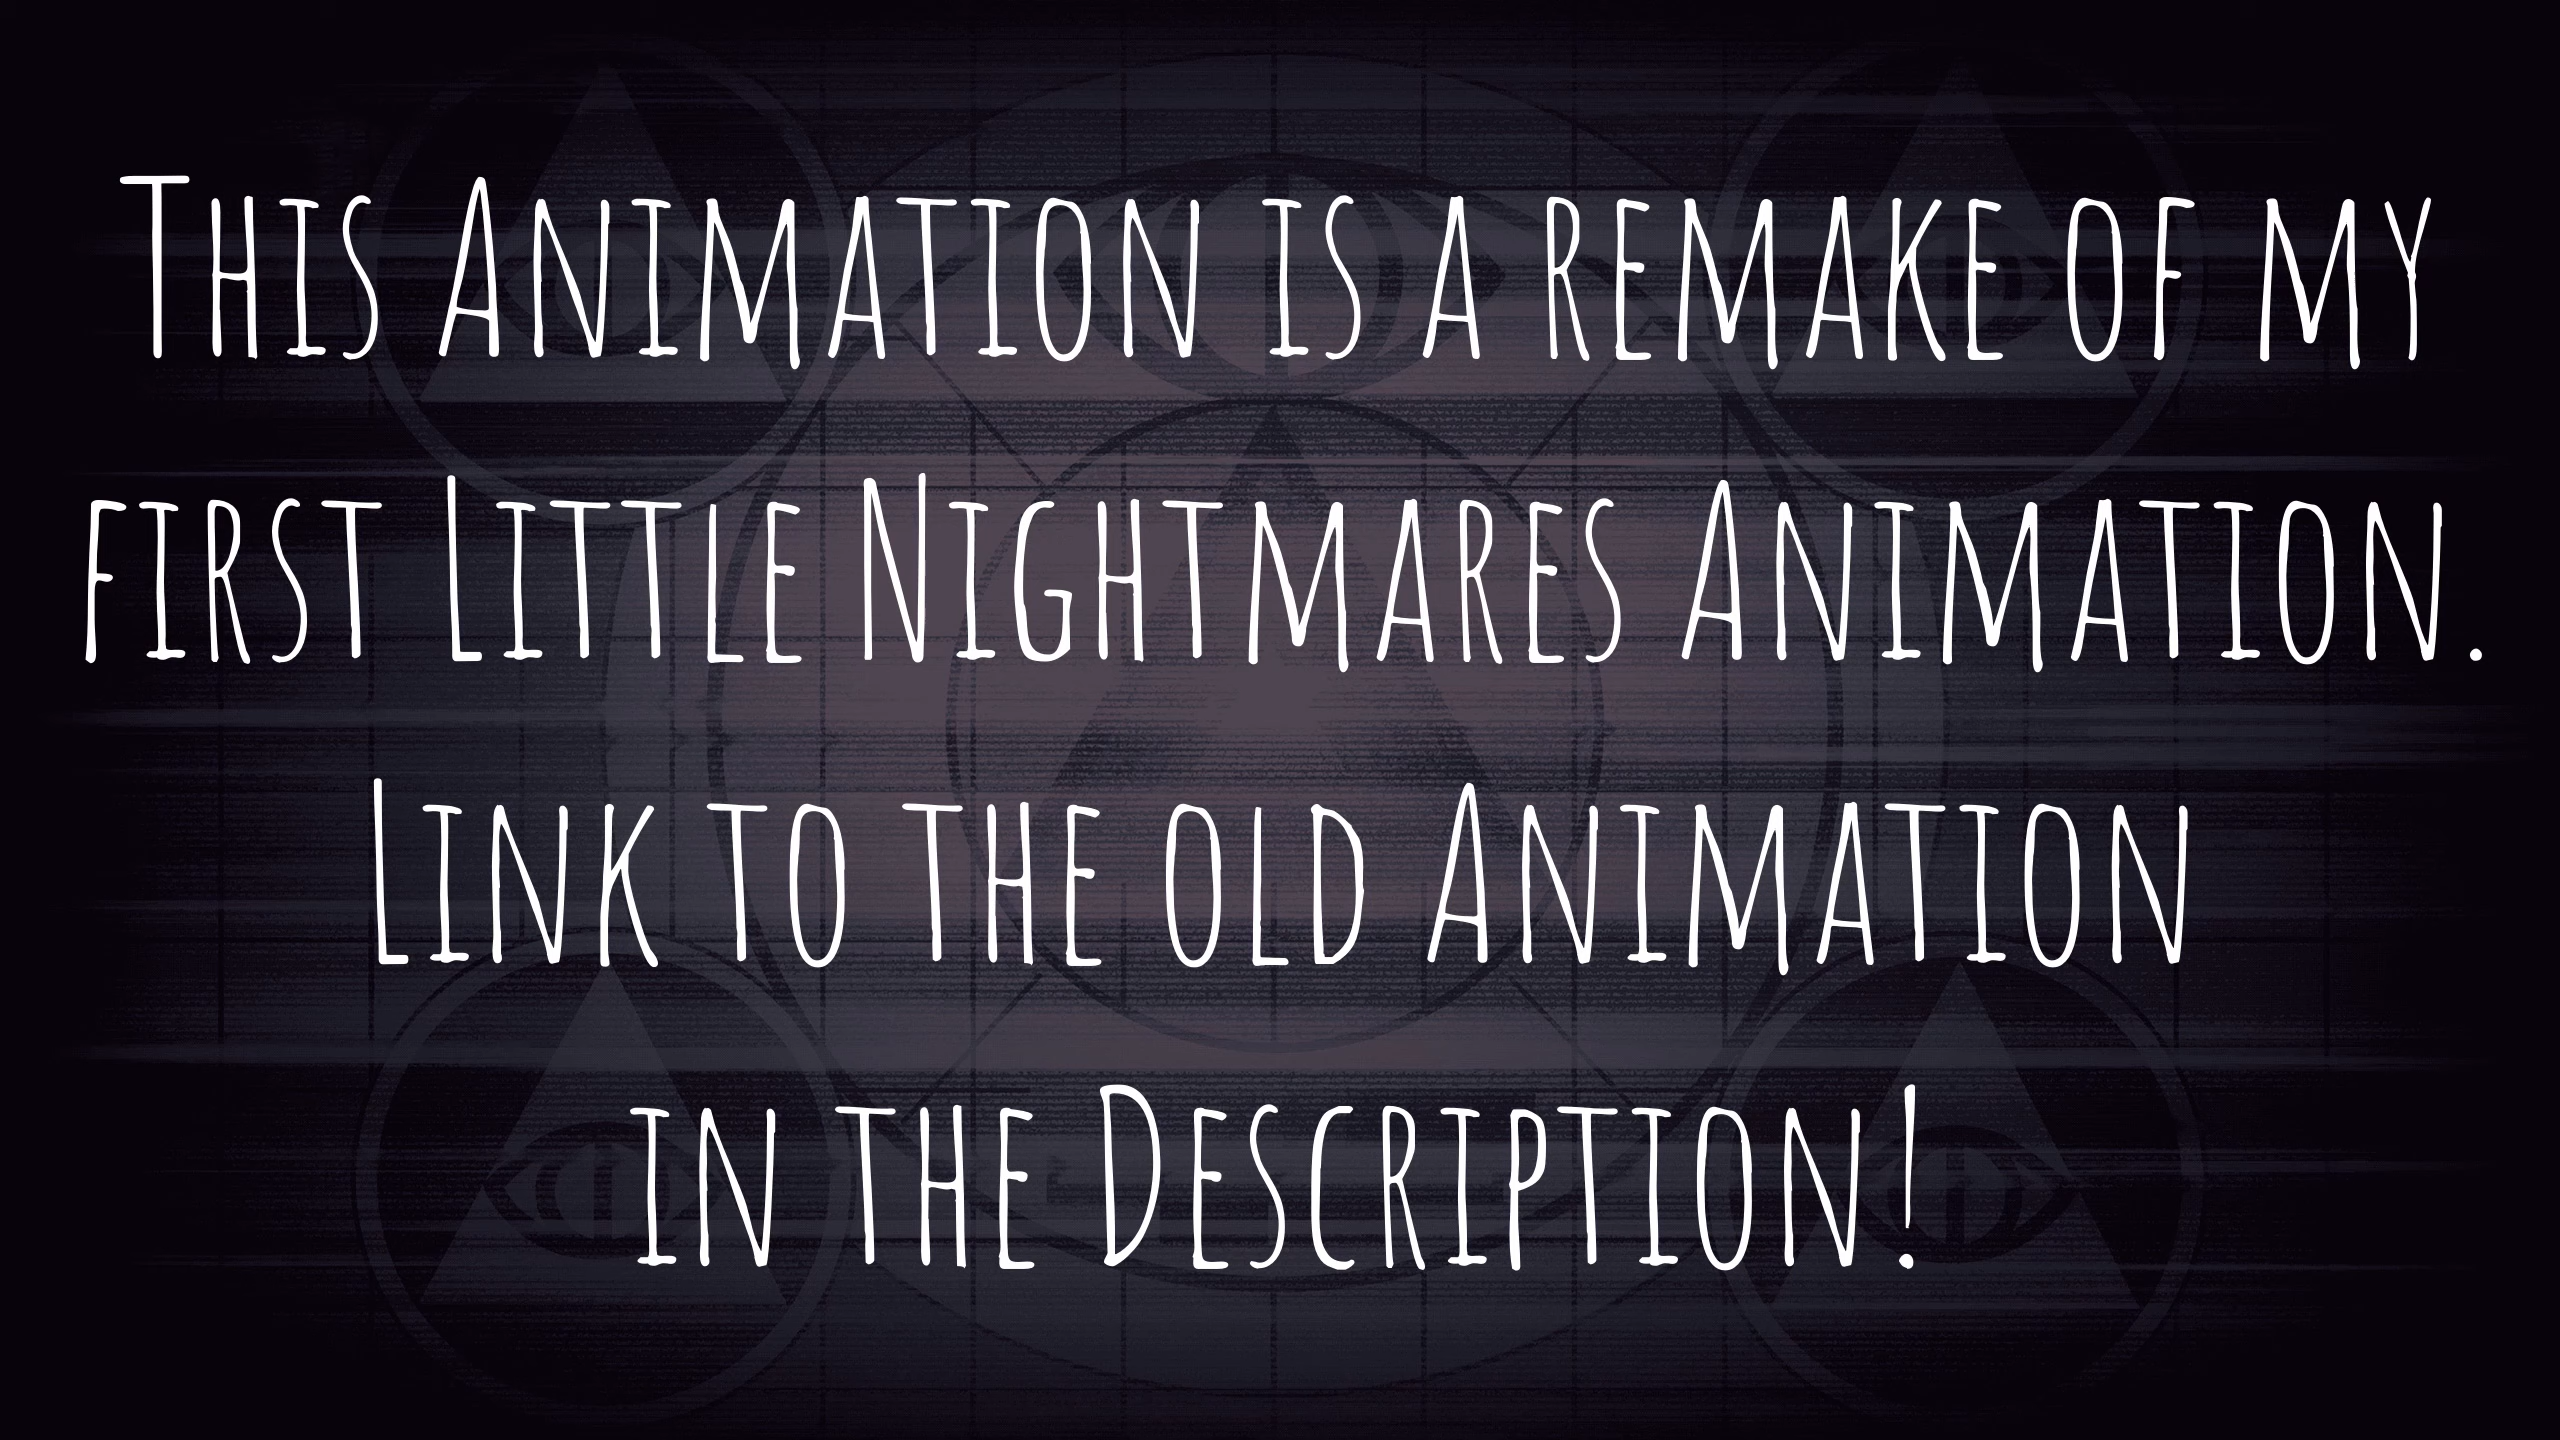 This Animation is a remake of my
first Little Nightmares Animation.
Link to the old Animation
in the Description!